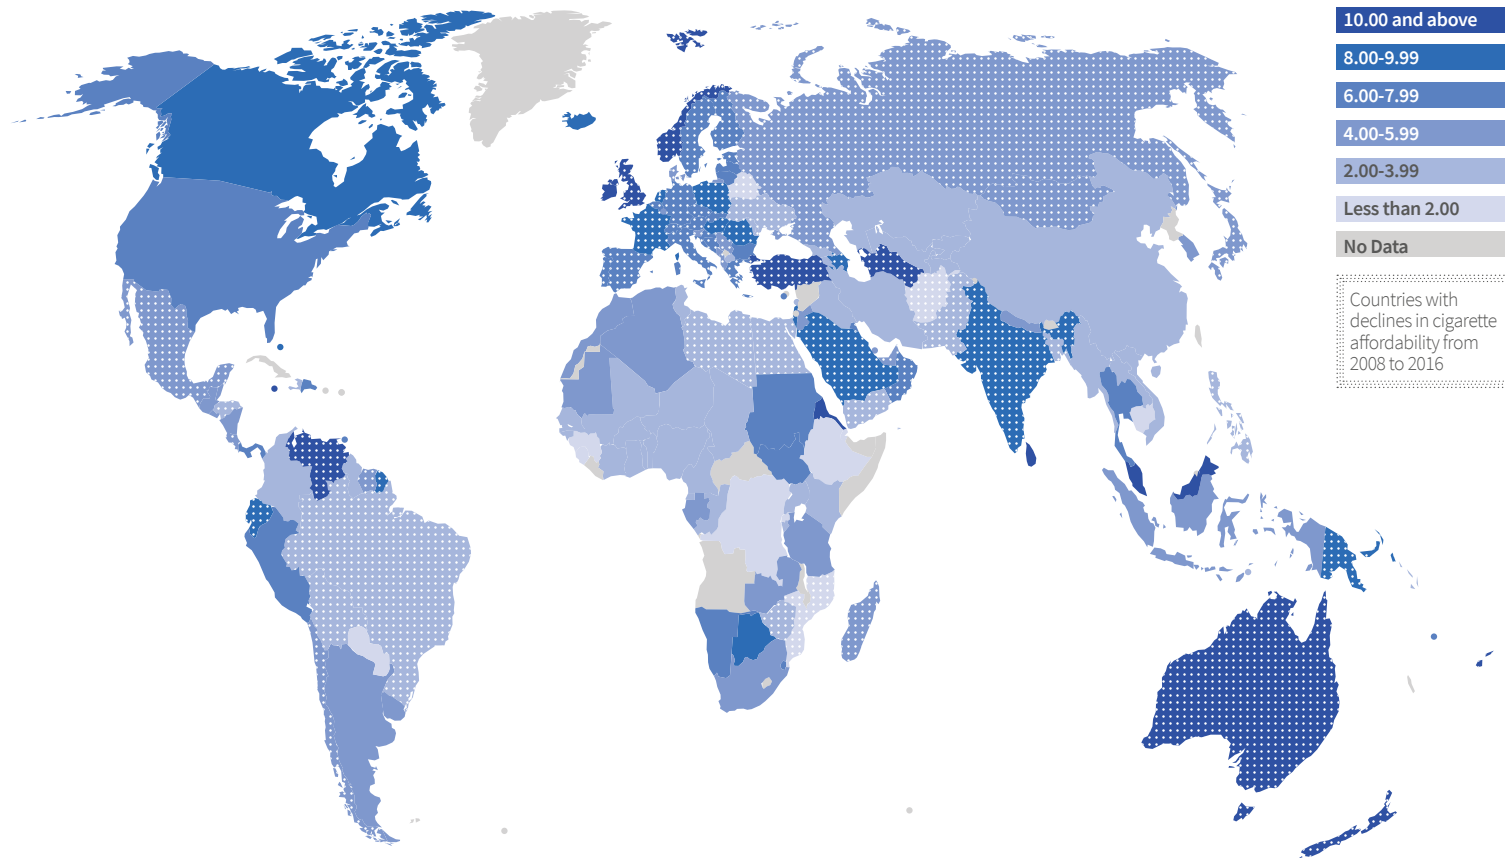 10.00 and above
8.00-9.99
6.00-7.99
4.00-5.99
2.00-3.99
Less than 2.00
No Data
Countries with
declines in cigarette
affordability from
2008 to 2016